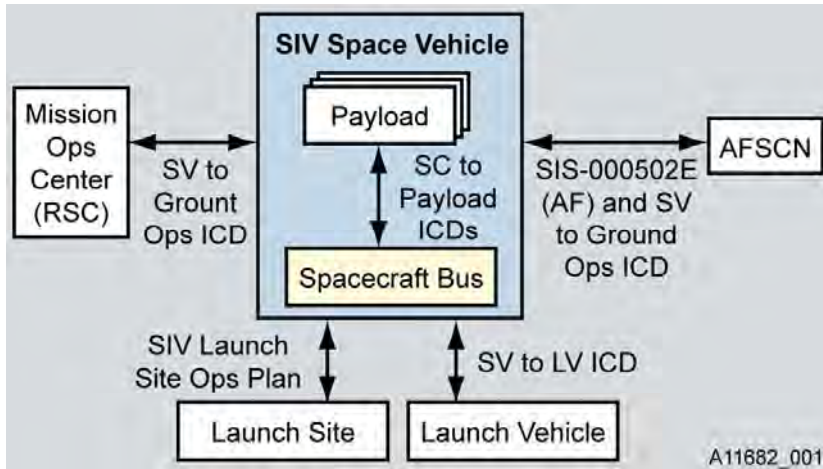 SIV Space Vehicle
Payload
Mission
Ops
Center
(RSC)
SV to
Grount
Ops ICD
SC to
Payload
ICDs
SIS-000502E
(AF) and SV
to Ground
Ops ICD
AFSCN
Spacecraft Bus
SIV Launch
Site Ops Plan
SV to LV ICD
Launch Site
Launch Vehicle
A11682_001